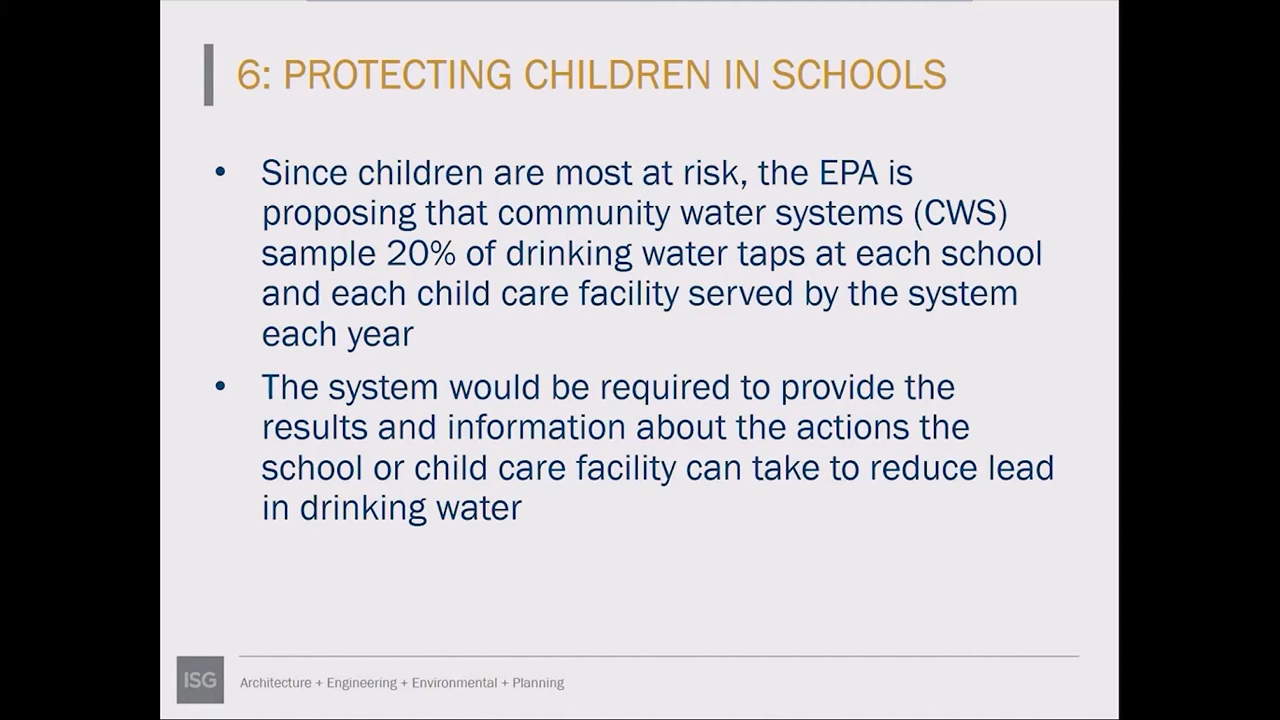 6: PROTECTING CHILDREN IN SCHOOLS
• Since children are most at risk, the EPA is
proposing that community water systems (CWS)
sample 20% of drinking water taps at each school
and each child care facility served by the system
each year
• The system would be required to provide the
results and information about the actions the
school or child care facility can take to reduce lead
in drinking water
ISG
Architecture + Engineering + Environmental + Planning